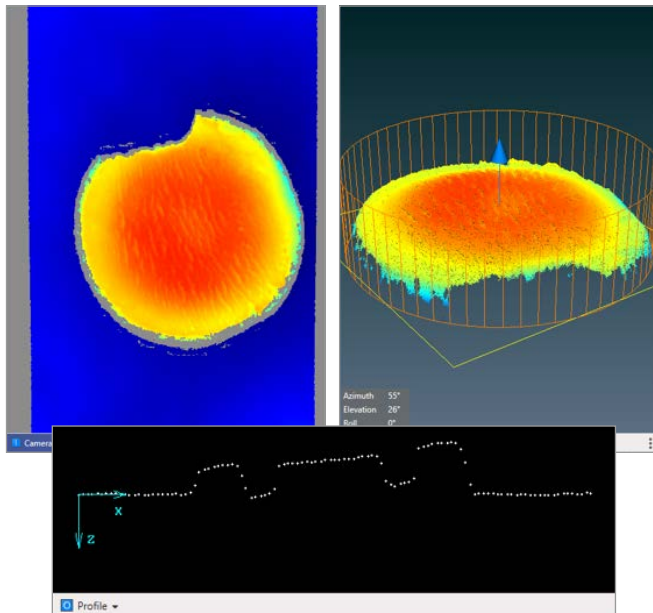 Azimuth 55°
Elevation 26°
Roll 0°
Camera
X
Z
Profile